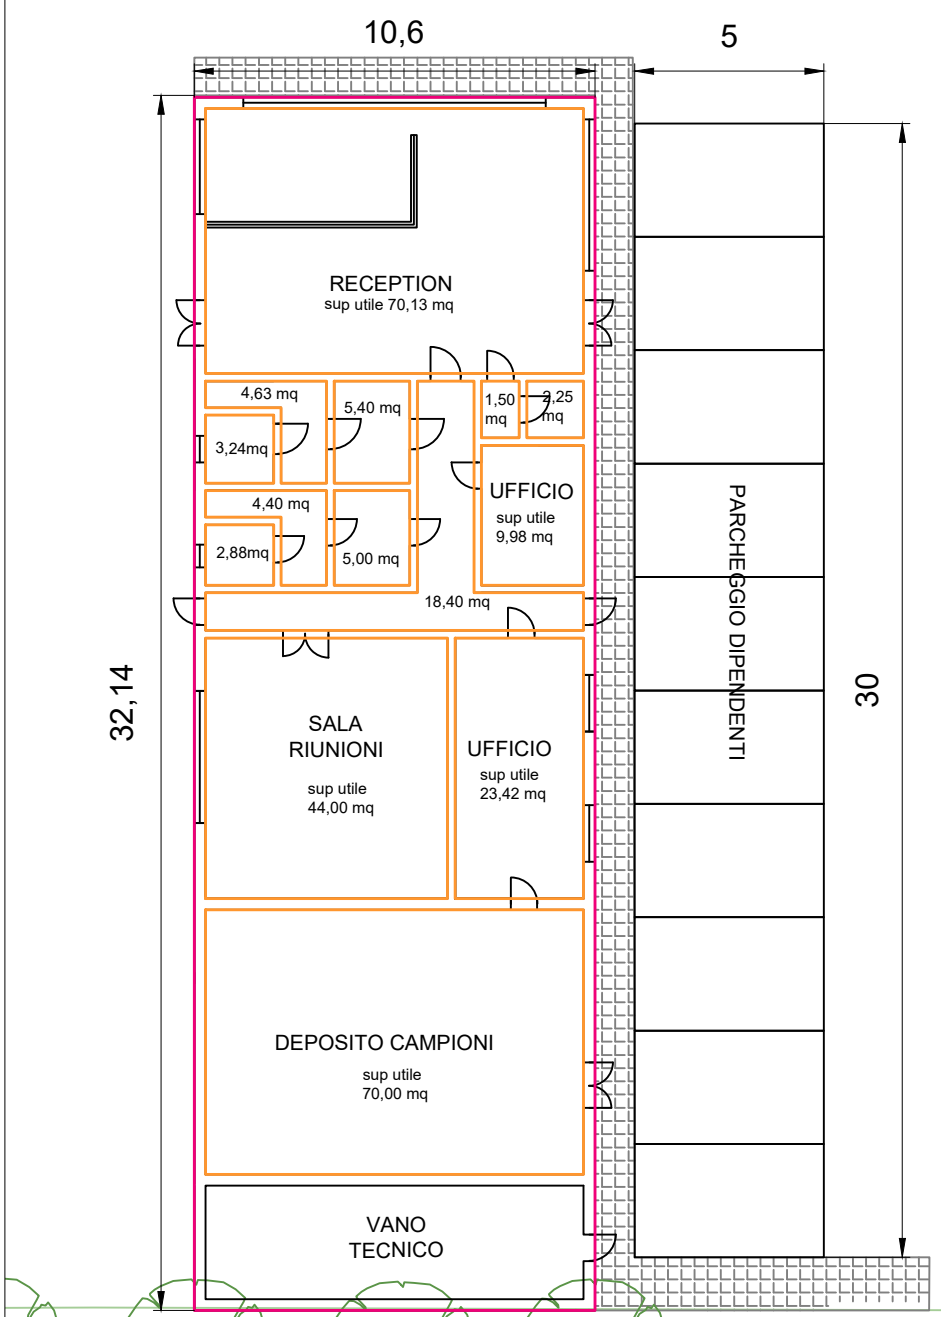 10,6
5
RECEPTION
sup utile 70,13 mq
4,63 mq
5,40 mq
1,50
mq
2,25
mq
3,24mq
UFFICIO
sup utile
9,98 mq
4,40 mq
2,88mq
5,00 mq
18,40 mq
PARCHEGGIO DIPENDENTI
32,14
30
SALA
RIUNIONI
sup utile
44,00 mq
UFFICIO
sup utile
23,42 mq
DEPOSITO CAMPIONI
sup utile
70,00 mq
VANO
TECNICO